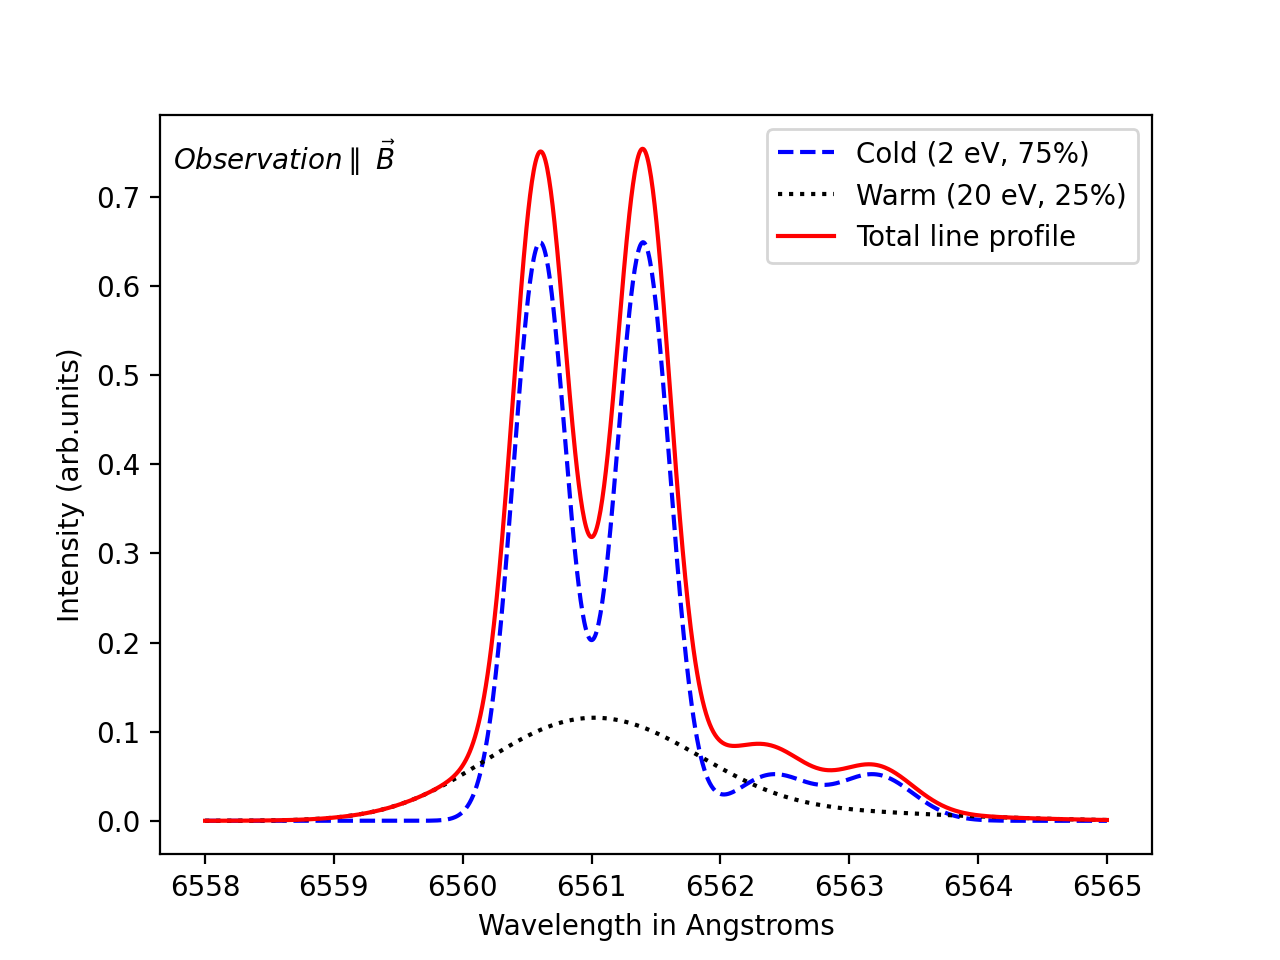 Observation ∥ B⃗
Cold (2 eV, 75%)
Warm (20 eV, 25%)
Total line profile
Intensity (arb.units)
0.7
0.6
0.5
0.4
0.3
0.2
0.1
0.0
6558 6559 6560 6561 6562 6563 6564 6565
Wavelength in Angstroms